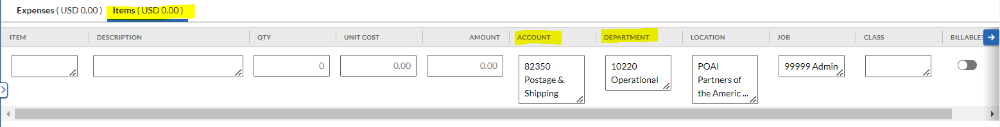 Expenses ( USD 0.00 ) Items ( USD 0.00 )
ITEM DESCRIPTION QTY UNIT COST AMOUNT ACCOUNT DEPARTMENT LOCATION JOB CLASS BILLABLE?
0 0.00 0.00 82350 10220 POAI 99999 Admin
Postage & Operational Partners of
Shipping the Americ ...